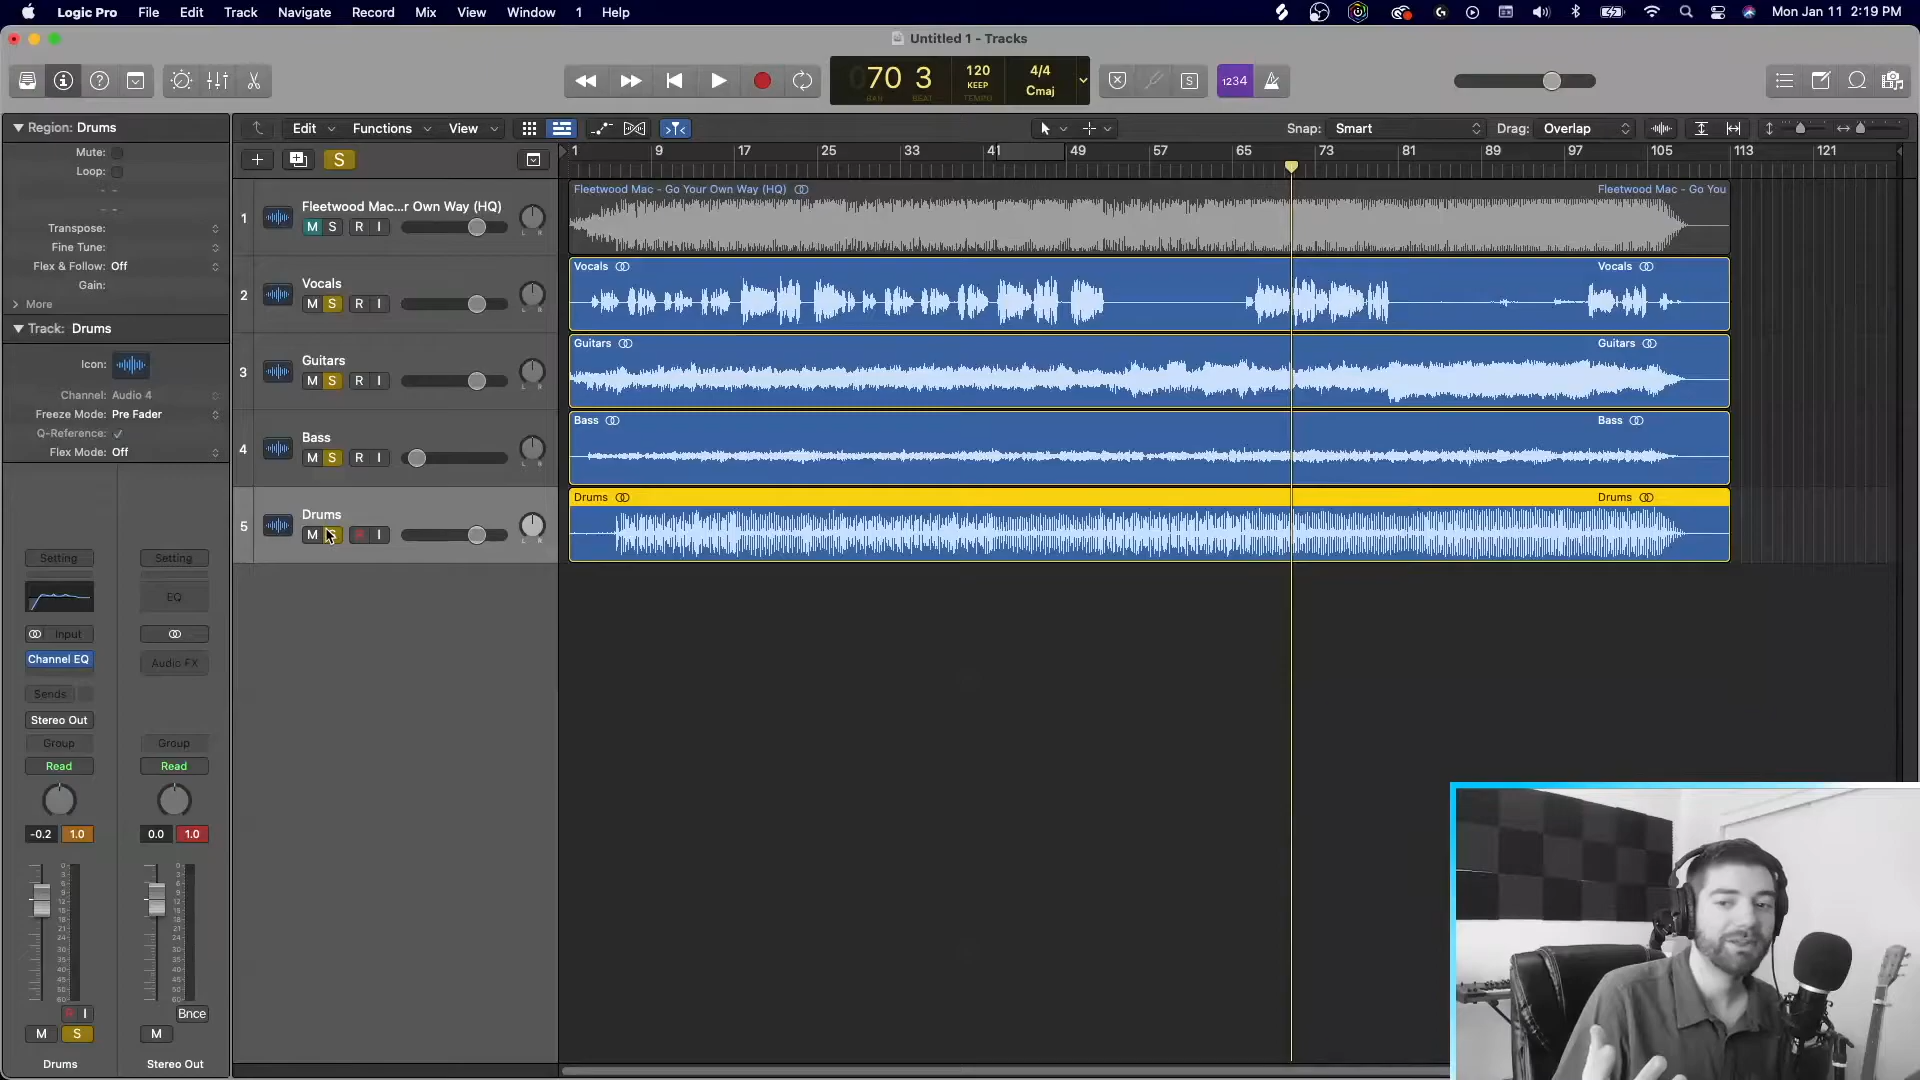 Logic Pro File Edit Track Navigate Record Mix View Window 1 Help Mon Jan 11 2:19 PM
Untitled 1 - Tracks
70 3 120 KEEP 4/4 Cmaj 1234
BAR BEAT TEMPO
Region: Drums Edit Functions View Snap: Smart Drag: Overlap
Mute:
Loop:
S
1 9 17 25 33 41 49 57 65 73 81 89 97 105 113 121
Transpose:
Fine Tune:
Flex & Follow: Off
Gain:
More
Track: Drums
Icon:
Channel: Audio 4
Freeze Mode: Pre Fader
Q-Reference:
Flex Mode: Off
1 Fleetwood Mac...r Own Way (HQ)
M S R I
Fleetwood Mac - Go Your Own Way (HQ) Fleetwood Mac - Go You
2 Vocals
M S R I
Vocals Vocals
3 Guitars
M S R I
Guitars Guitars
4 Bass
M S R I
Bass Bass
5 Drums
M S R I
Drums Drums
Setting Setting
EQ
Input
Channel EQ Audio FX
Sends
Stereo Out
Group Group
Read Read
-0.2 1.0 0.0 1.0
R I Bnce
M S M
Drums Stereo Out